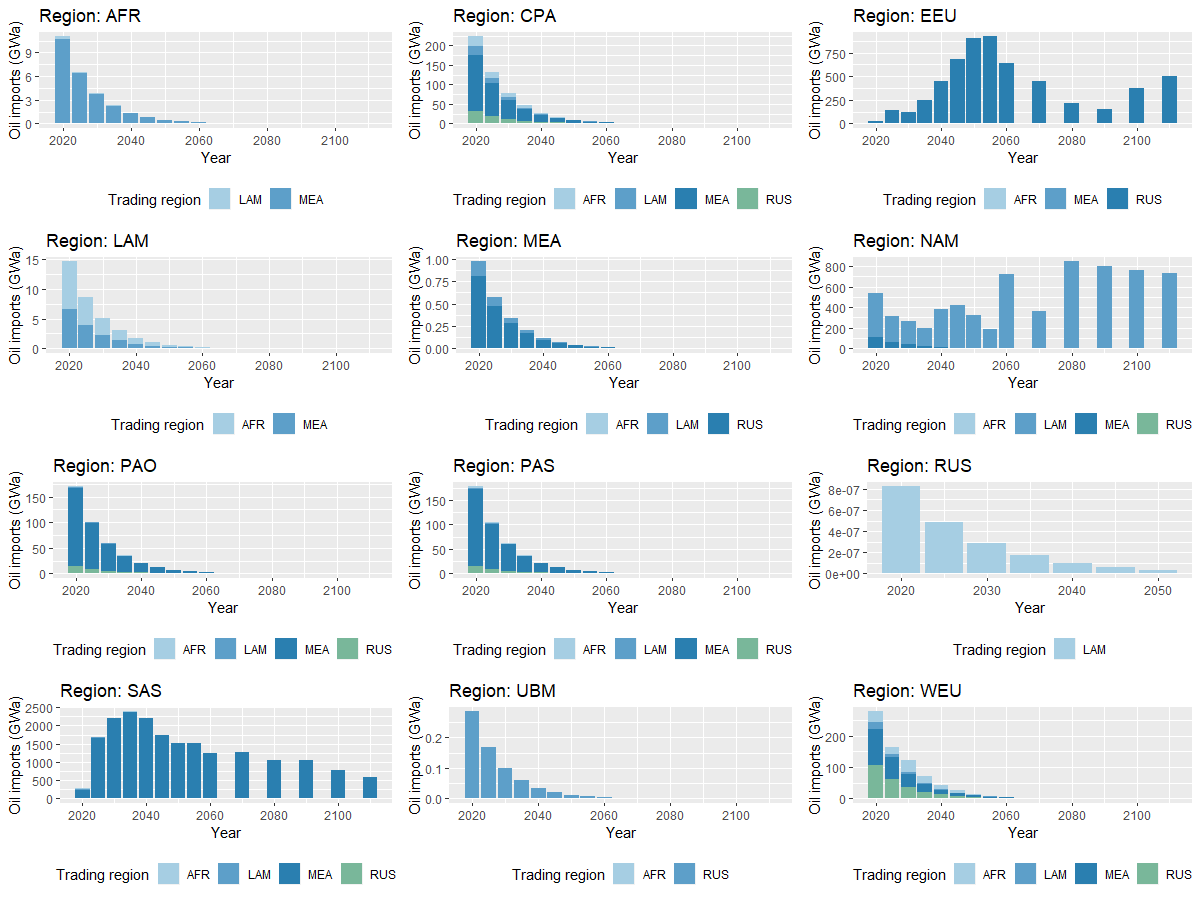 Region: AFR
Oil imports (GWa)
9
6
3
0
2020 2040 2060 2080 2100
Year
Trading region LAM MEA
Region: CPA
Oil imports (GWa)
200
150
100
50
0
2020 2040 2060 2080 2100
Year
Trading region AFR LAM MEA RUS
Region: EEU
Oil imports (GWa)
750
500
250
0
2020 2040 2060 2080 2100
Year
Trading region AFR MEA RUS
Region: LAM
Oil imports (GWa)
15
10
5
0
2020 2040 2060 2080 2100
Year
Trading region AFR MEA
Region: MEA
Oil imports (GWa)
1.00
0.75
0.50
0.25
0.00
2020 2040 2060 2080 2100
Year
Trading region AFR LAM RUS
Region: NAM
Oil imports (GWa)
800
600
400
200
0
2020 2040 2060 2080 2100
Year
Trading region AFR LAM MEA RUS
Region: PAO
Oil imports (GWa)
150
100
50
0
2020 2040 2060 2080 2100
Year
Trading region AFR LAM MEA RUS
Region: PAS
Oil imports (GWa)
150
100
50
0
2020 2040 2060 2080 2100
Year
Trading region AFR LAM MEA RUS
Region: RUS
Oil imports (GWa)
8e-07
6e-07
4e-07
2e-07
0e+00
2020 2030 2040 2050
Year
Trading region LAM
Region: SAS
Oil imports (GWa)
2500
2000
1500
1000
500
0
2020 2040 2060 2080 2100
Year
Trading region AFR LAM MEA RUS
Region: UBM
Oil imports (GWa)
0.2
0.1
0.0
2020 2040 2060 2080 2100
Year
Trading region AFR RUS
Region: WEU
Oil imports (GWa)
200
100
0
2020 2040 2060 2080 2100
Year
Trading region AFR LAM MEA RUS